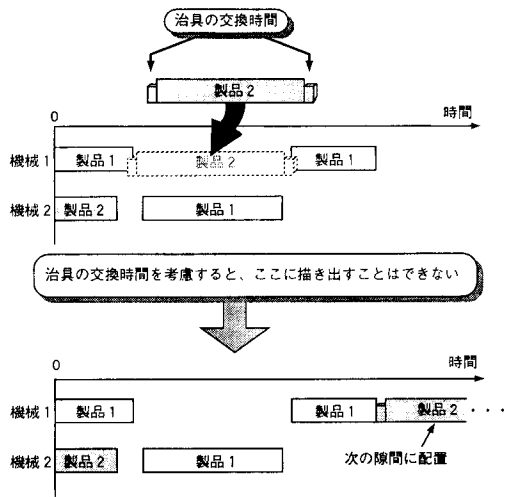 治具の交換時間
製品2
0
時間
機械1
製品1
製品2
製品1
機械2
製品2
製品1
治具の交換時間を考慮すると、ここに描き出すことはできない
0
時間
機械1
製品1
製品1
製品2
・・・
機械2
製品2
製品1
次の隙間に配置